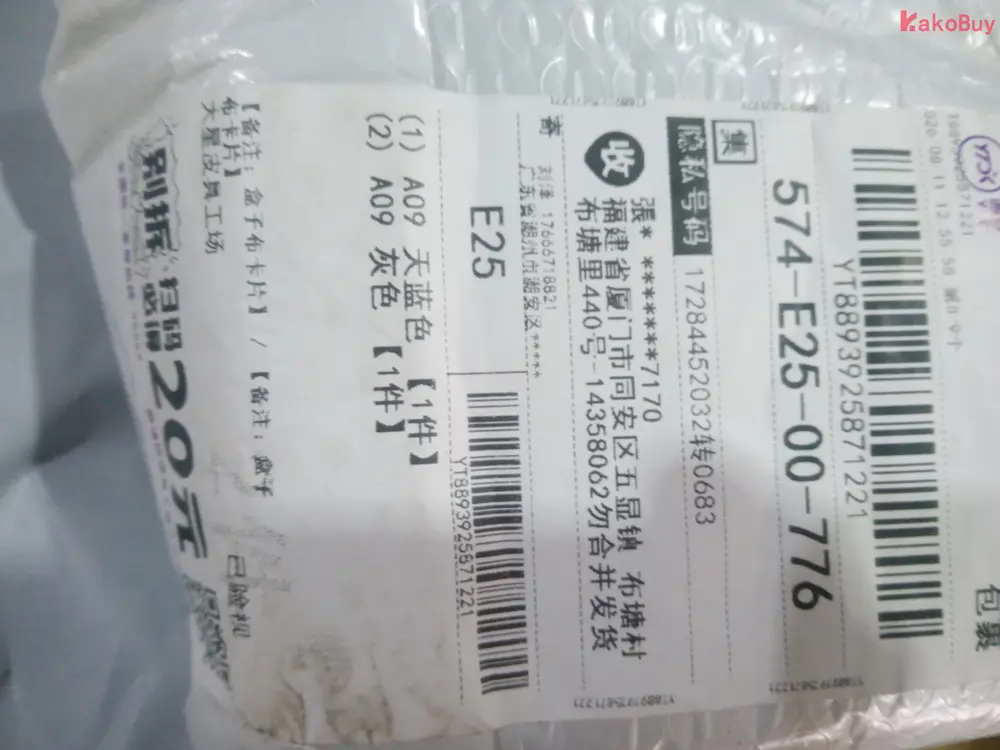 KakoBuy
包裹
YT8893925871221
574-E25-00-776
集
隐私号码 17284452032转0683
收
張* *******7170
福建省厦门市同安区五显镇 布塘村
布塘里440号-14358062勿合并发货
寄
刘泽 17666718821
E25
YT8893925871221
(1) A09 天蓝色 【1件】
(2) A09 灰色 【1件】
【备注:盒子布卡片】 / 【备注:盒子
布卡片】
大星皮具工场
已验视
别拆
扫码
20元